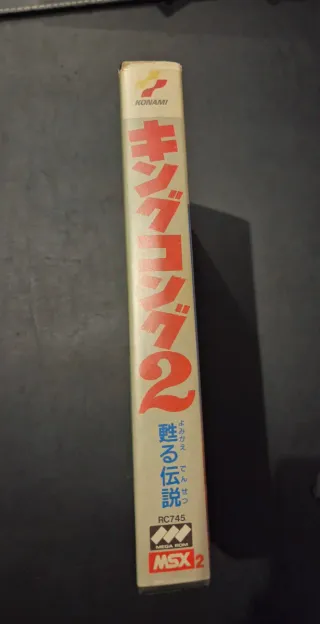 KONAMI
キングコング2
よみがえ でんせつ
甦る伝説
RC745
MEGA ROM
MSX2